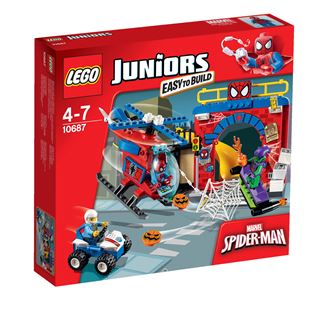 LEGO
JUNIORS
EASY TO BUILD
4-7
10687
MARVEL
SPIDER-MAN